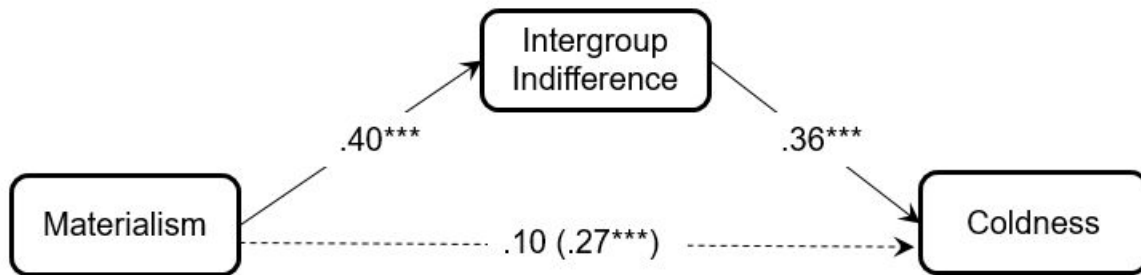 Intergroup
Indifference
.40***
.36***
Materialism
.10 (.27***)
Coldness